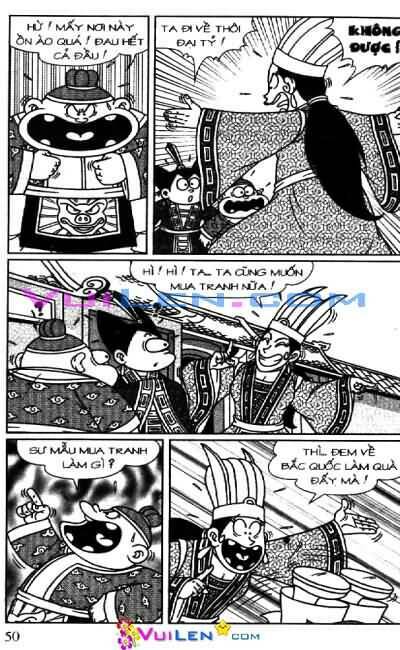 HỪ! MẤY NƠI NÀY
ỒN ÀO QUÁ! ĐAU HẾT
CẢ ĐẦU!
TA ĐI VỀ THÔI
ĐẠI TỶ!
KHÔNG
ĐƯỢC!
HÌ! HÌ! TA... TA CŨNG MUỐN
MUA TRANH NỮA!
VUILEN.COM
SƯ MẪU MUA TRANH
LÀM GÌ?
THÌ... ĐEM VỀ
BẮC QUỐC LÀM QUÀ
ĐẤY MÀ!
50
VUILEN.COM